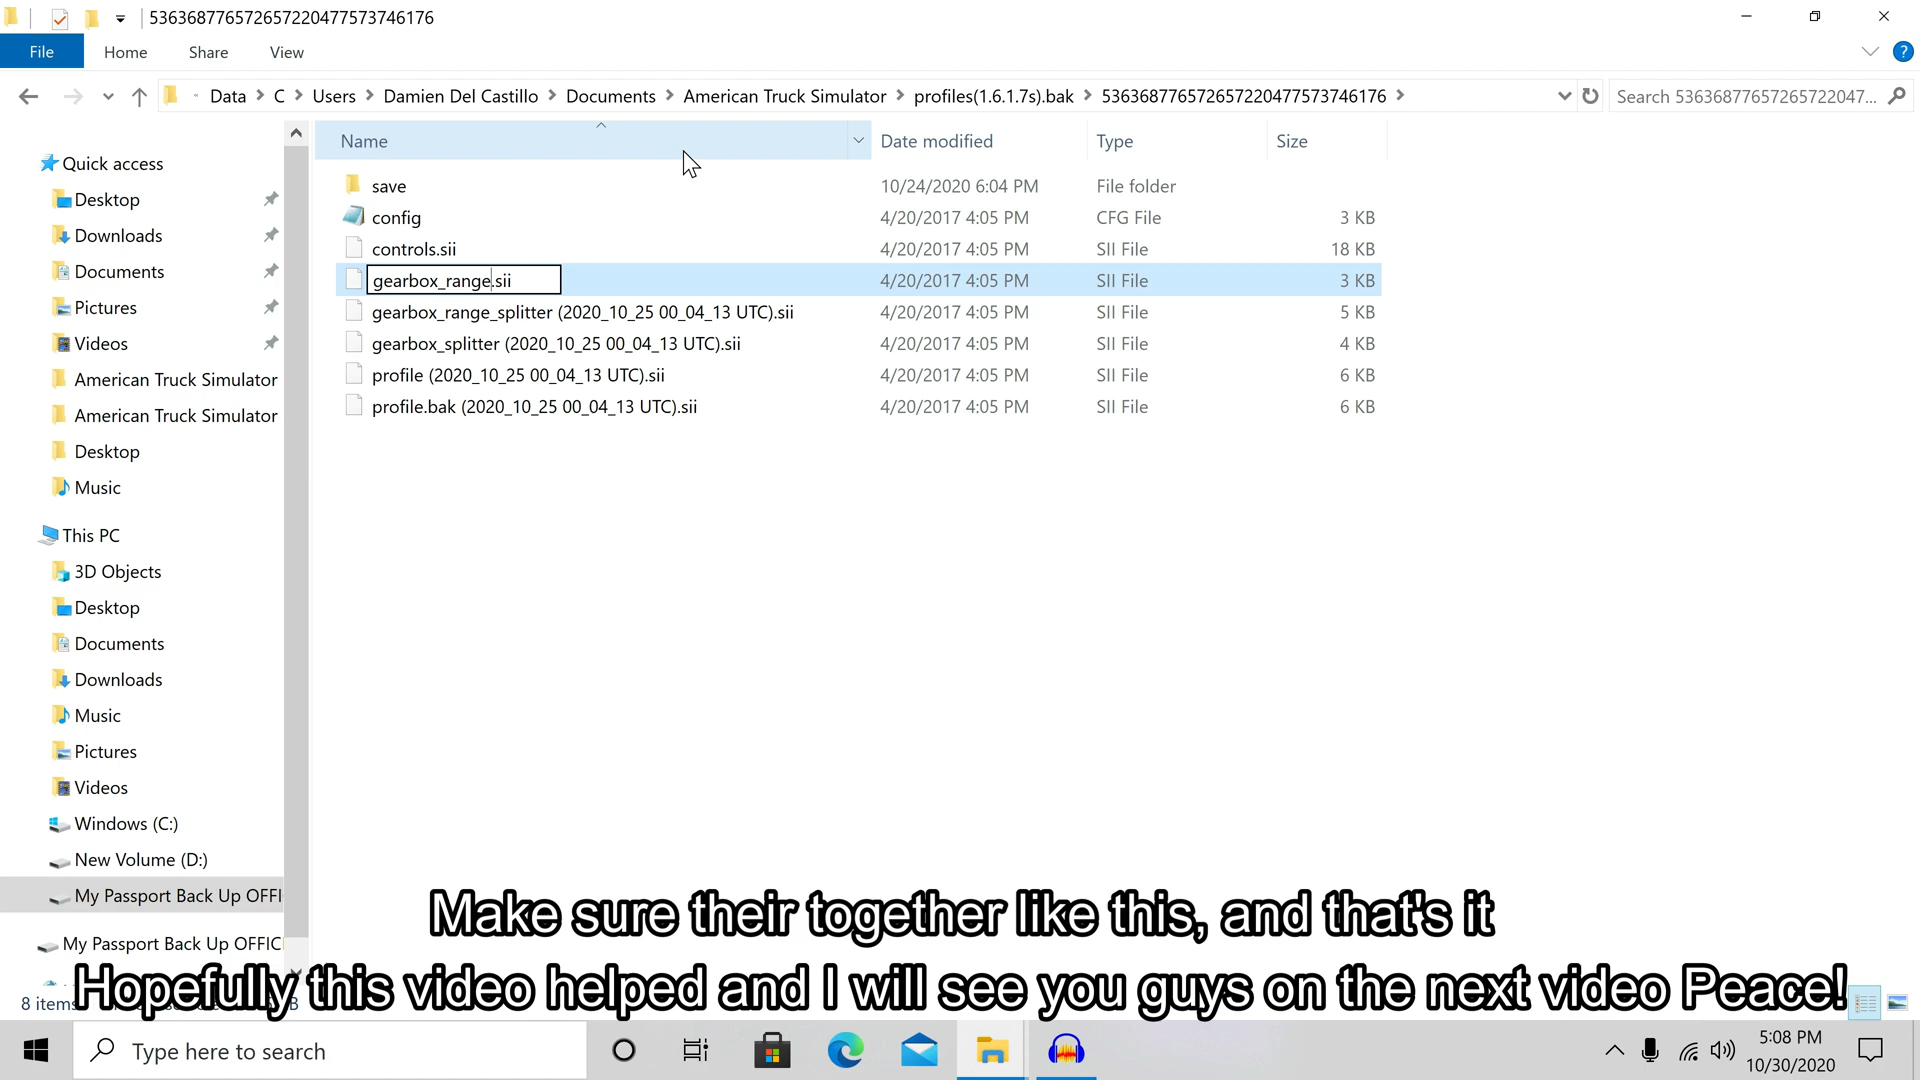 536368776572657220477573746176
File
Home
Share
View
Data
C
Users
Damien Del Castillo
Documents
American Truck Simulator
profiles(1.6.1.7s).bak
536368776572657220477573746176
Search 53636877657265722047...
Name
Date modified
Type
Size
save
10/24/2020 6:04 PM
File folder
config
4/20/2017 4:05 PM
CFG File
3 KB
controls.sii
4/20/2017 4:05 PM
SII File
18 KB
gearbox_range.sii
4/20/2017 4:05 PM
SII File
3 KB
gearbox_range_splitter (2020_10_25 00_04_13 UTC).sii
4/20/2017 4:05 PM
SII File
5 KB
gearbox_splitter (2020_10_25 00_04_13 UTC).sii
4/20/2017 4:05 PM
SII File
4 KB
profile (2020_10_25 00_04_13 UTC).sii
4/20/2017 4:05 PM
SII File
6 KB
profile.bak (2020_10_25 00_04_13 UTC).sii
4/20/2017 4:05 PM
SII File
6 KB
Quick access
Desktop
Downloads
Documents
Pictures
Videos
American Truck Simulator
American Truck Simulator
Desktop
Music
This PC
3D Objects
Desktop
Documents
Downloads
Music
Pictures
Videos
Windows (C:)
New Volume (D:)
My Passport Back Up OFFI
My Passport Back Up OFFIC
8 items
Make sure their together like this, and that's it
Hopefully this video helped and I will see you guys on the next video Peace!
Type here to search
5:08 PM
10/30/2020